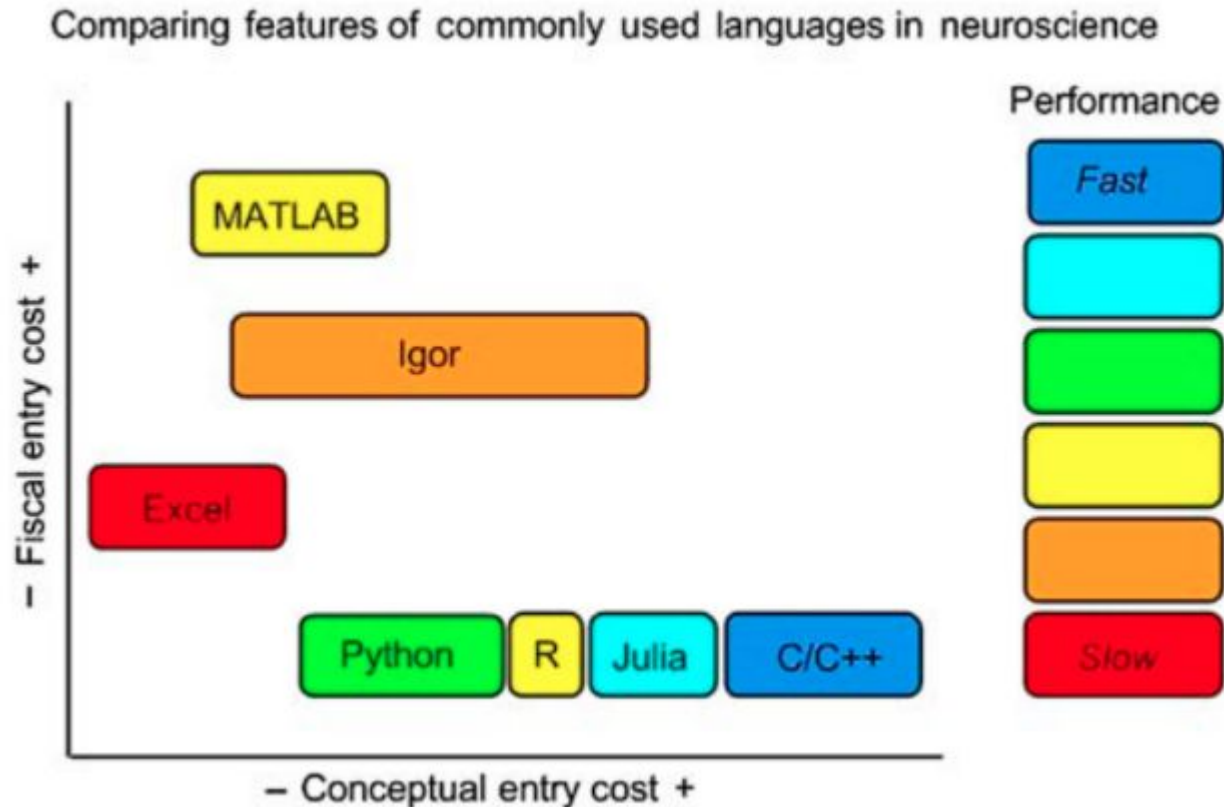 Comparing features of commonly used languages in neuroscience
Performance
Fast
MATLAB
Igor
Excel
Python
R
Julia
C/C++
Slow
– Fiscal entry cost +
– Conceptual entry cost +